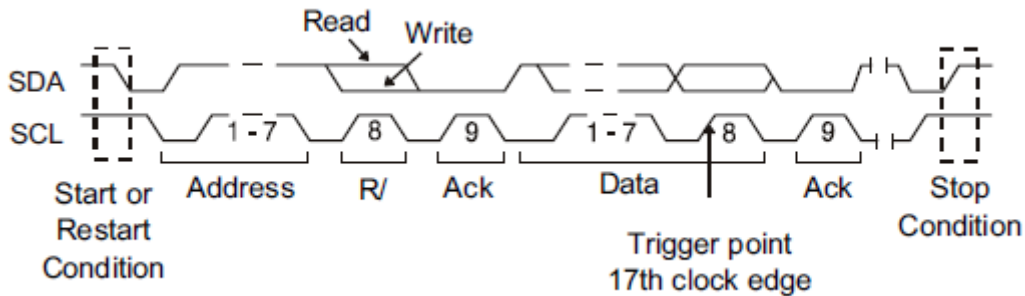 Read
Write
SDA
SCL
1 - 7
8
9
1 - 7
8
9
Address
R/
Ack
Data
Ack
Start or
Restart
Condition
Stop
Condition
Trigger point
17th clock edge